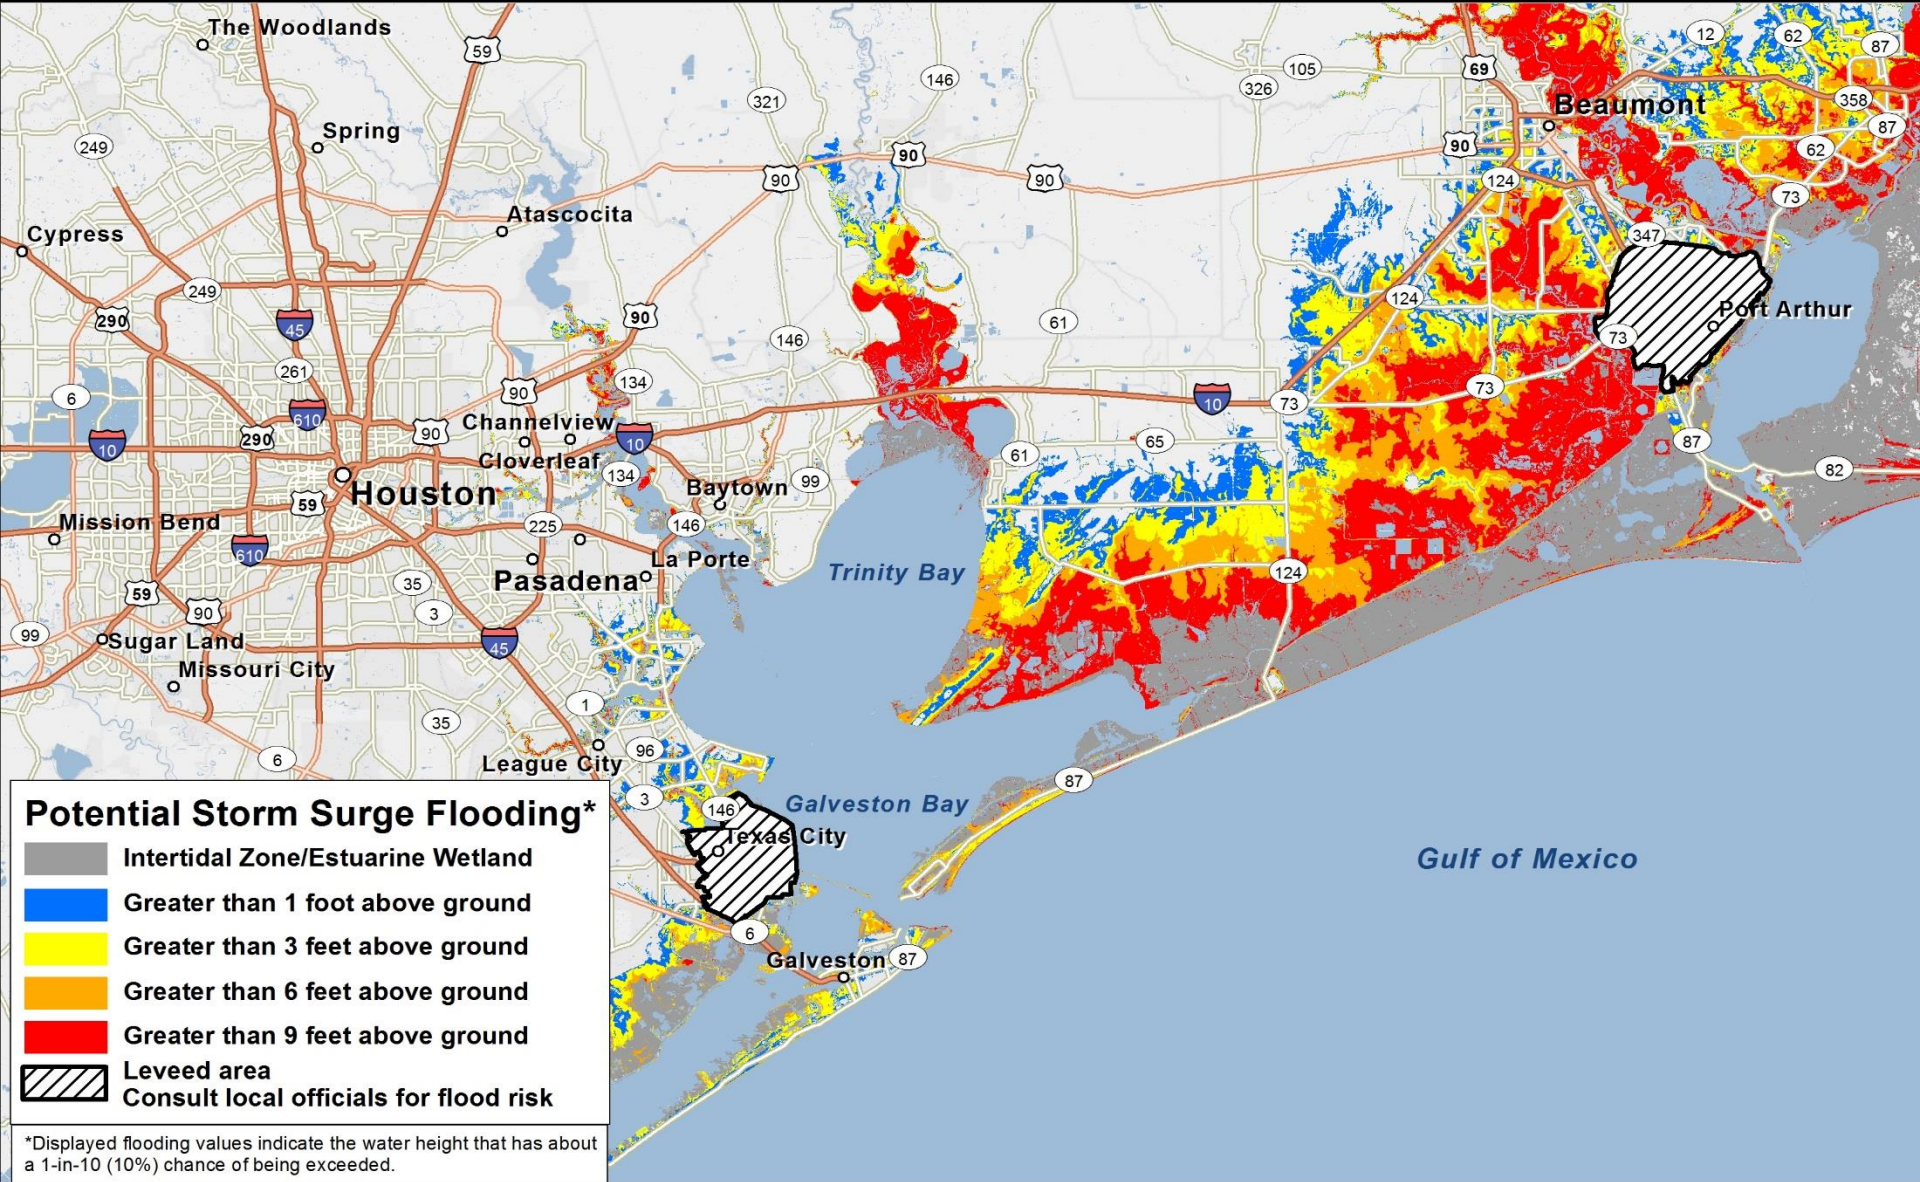 The Woodlands
59
12
62
87
146
105
69
321
326
358
Beaumont
Spring
249
87
90
90
90
62
90
124
73
Atascocita
Cypress
347
249
124
290
45
90
61
Port Arthur
146
73
261
134
6
90
73
10
73
610
Channelview
290
90
10
87
10
65
61
Cloverleaf
134
82
Houston
Baytown
99
59
Mission Bend
225
146
610
La Porte
Trinity Bay
124
Pasadena
35
59
3
90
99
Sugar Land
45
Missouri City
1
35
96
6
League City
87
3
146
Galveston Bay
Texas City
Gulf of Mexico
6
Galveston
87
Potential Storm Surge Flooding*
Intertidal Zone/Estuarine Wetland
Greater than 1 foot above ground
Greater than 3 feet above ground
Greater than 6 feet above ground
Greater than 9 feet above ground
Leveed area
Consult local officials for flood risk
*Displayed flooding values indicate the water height that has about
a 1-in-10 (10%) chance of being exceeded.